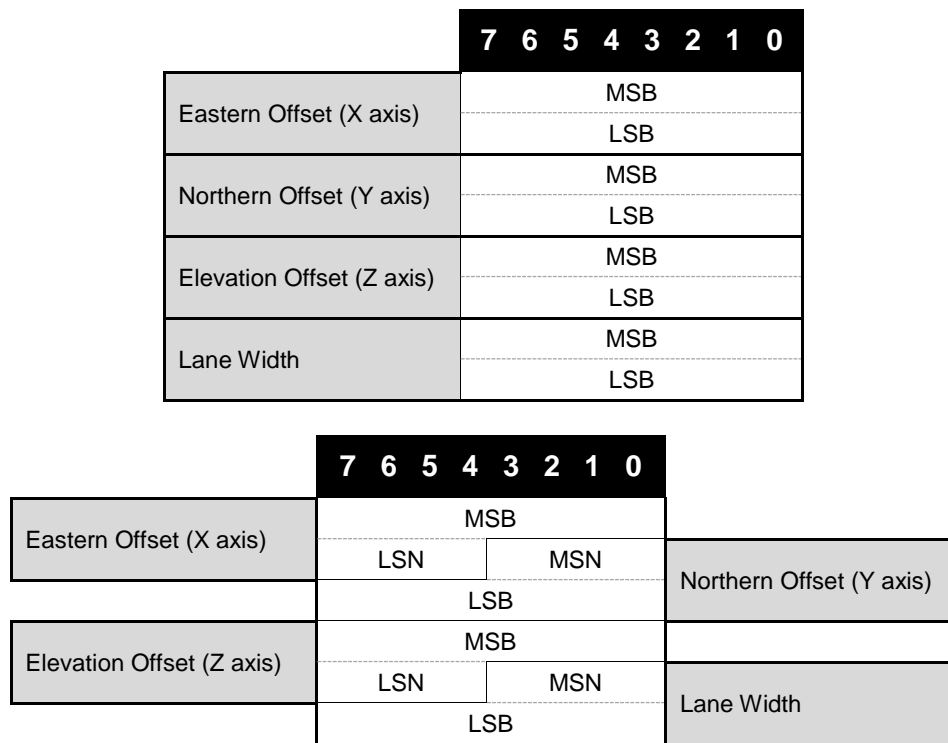 7 6 5 4 3 2 1 0
Eastern Offset (X axis)
MSB
LSB
Northern Offset (Y axis)
MSB
LSB
Elevation Offset (Z axis)
MSB
LSB
Lane Width
MSB
LSB
7 6 5 4 3 2 1 0
Eastern Offset (X axis)
MSB
LSN MSN
Northern Offset (Y axis)
LSB
Elevation Offset (Z axis)
MSB
LSN MSN
Lane Width
LSB